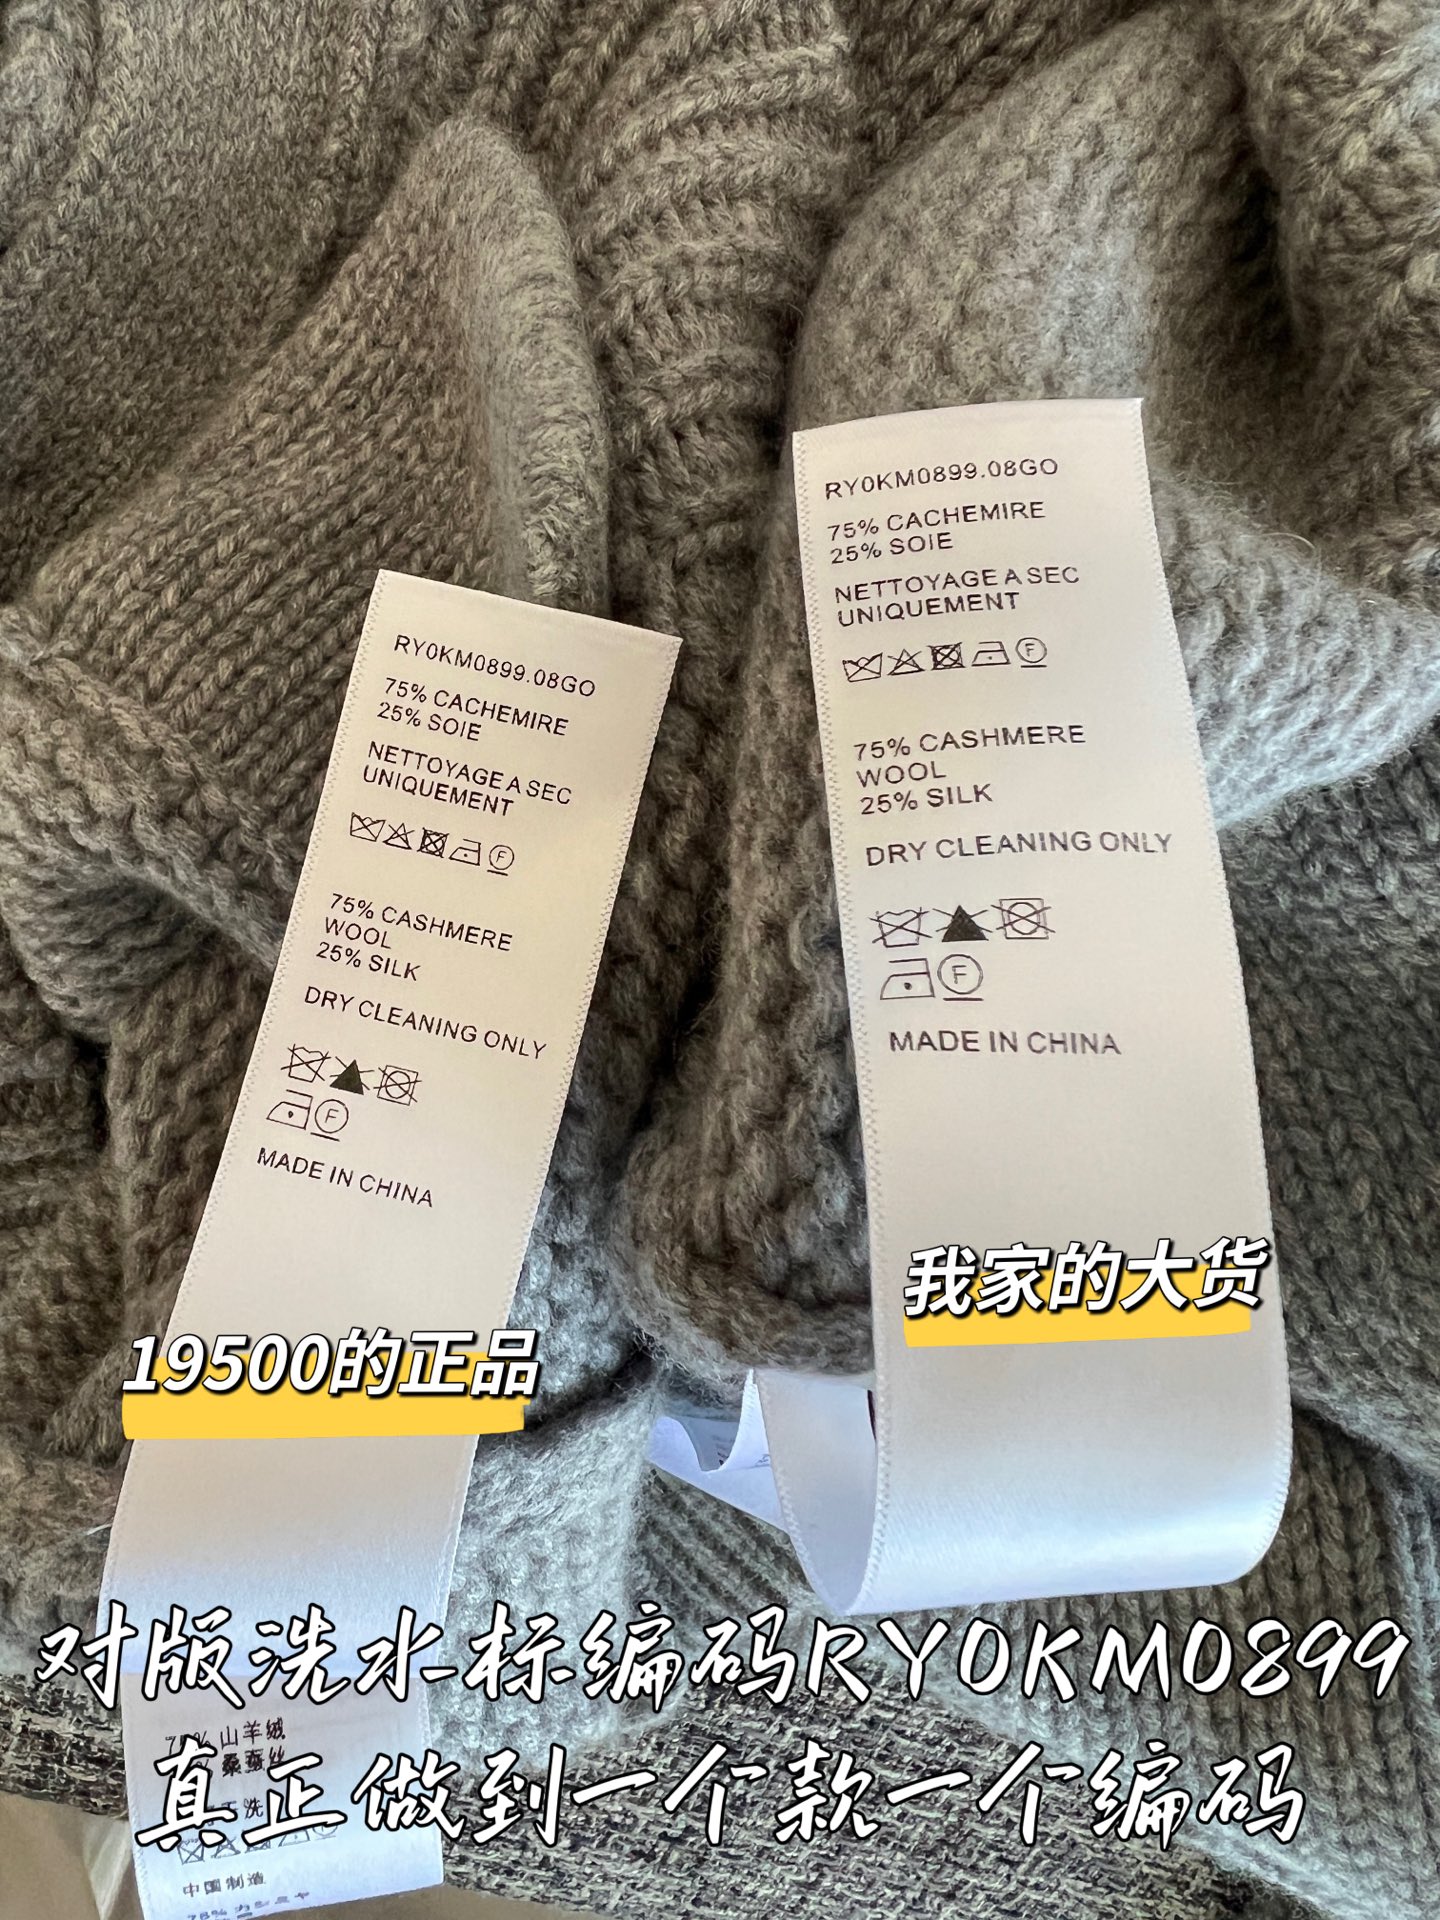 RY0KM0899.08GO
75% CACHEMIRE
25% SOIE
NETTOYAGE A SEC
UNIQUEMENT
F
75% CASHMERE
WOOL
25% SILK
DRY CLEANING ONLY
F
MADE IN CHINA
19500的正品
RY0KM0899.08GO
75% CACHEMIRE
25% SOIE
NETTOYAGE A SEC
UNIQUEMENT
F
75% CASHMERE
WOOL
25% SILK
DRY CLEANING ONLY
F
MADE IN CHINA
我家的大货
对版洗水标编码RY0KM0899
山羊绒
桑蚕丝
真正做到一个款一个编码
洗
中国制造